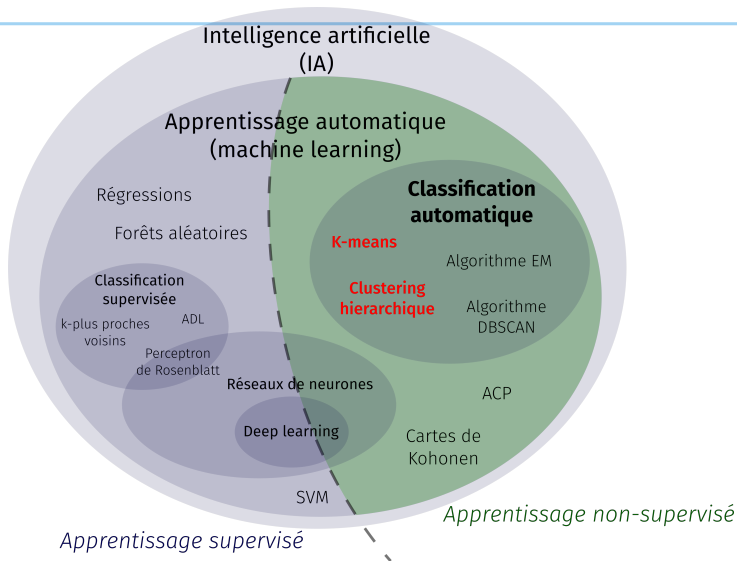 Intelligence artificielle
(IA)
Apprentissage automatique
(machine learning)
Régressions
Forêts aléatoires
Classification
supervisée
k-plus proches
voisins
ADL
Perceptron
de Rosenblatt
Réseaux de neurones
Deep learning
SVM
Classification
automatique
K-means
Algorithme EM
Clustering
hierarchique
Algorithme
DBSCAN
ACP
Cartes de
Kohonen
Apprentissage non-supervisé
Apprentissage supervisé